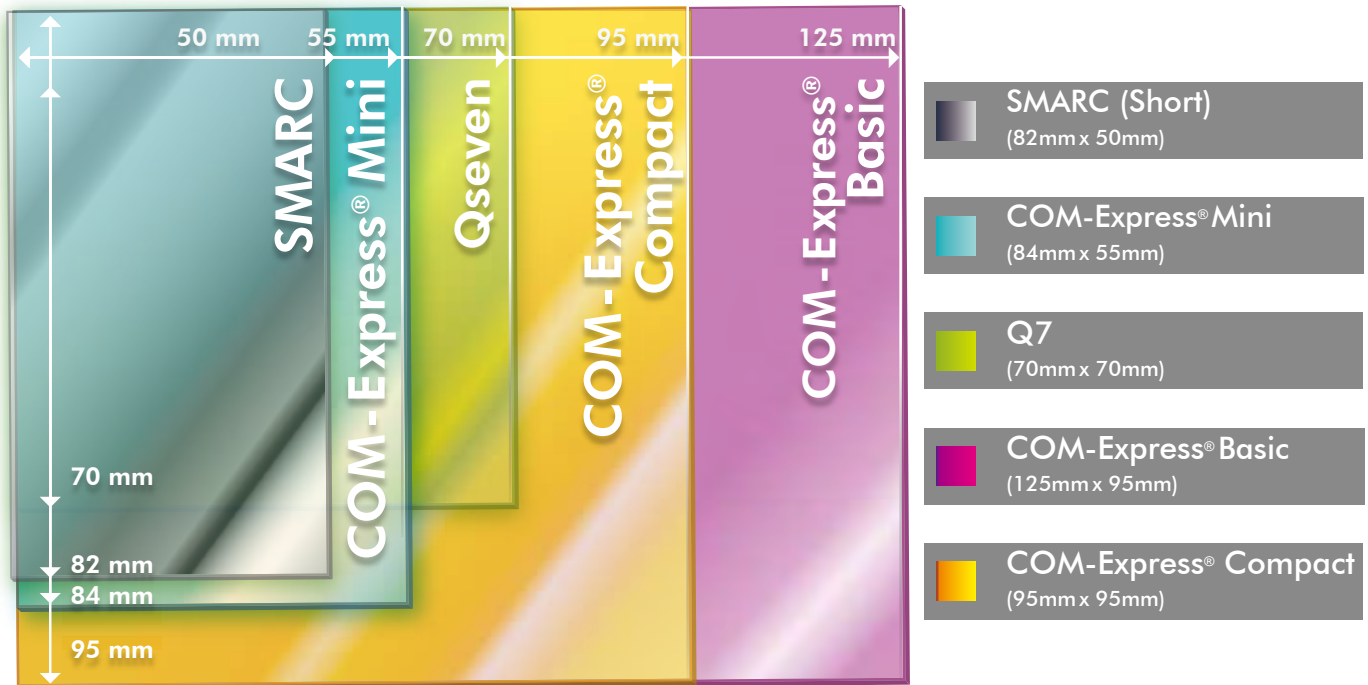 50 mm
55 mm
70 mm
95 mm
125 mm
SMARC
COM-Express® Mini
Qseven
COM-Express®
Compact
COM-Express®
Basic
70 mm
82 mm
84 mm
95 mm
SMARC (Short)
(82mm x 50mm)
COM-Express® Mini
(84mm x 55mm)
Q7
(70mm x 70mm)
COM-Express® Basic
(125mm x 95mm)
COM-Express® Compact
(95mm x 95mm)